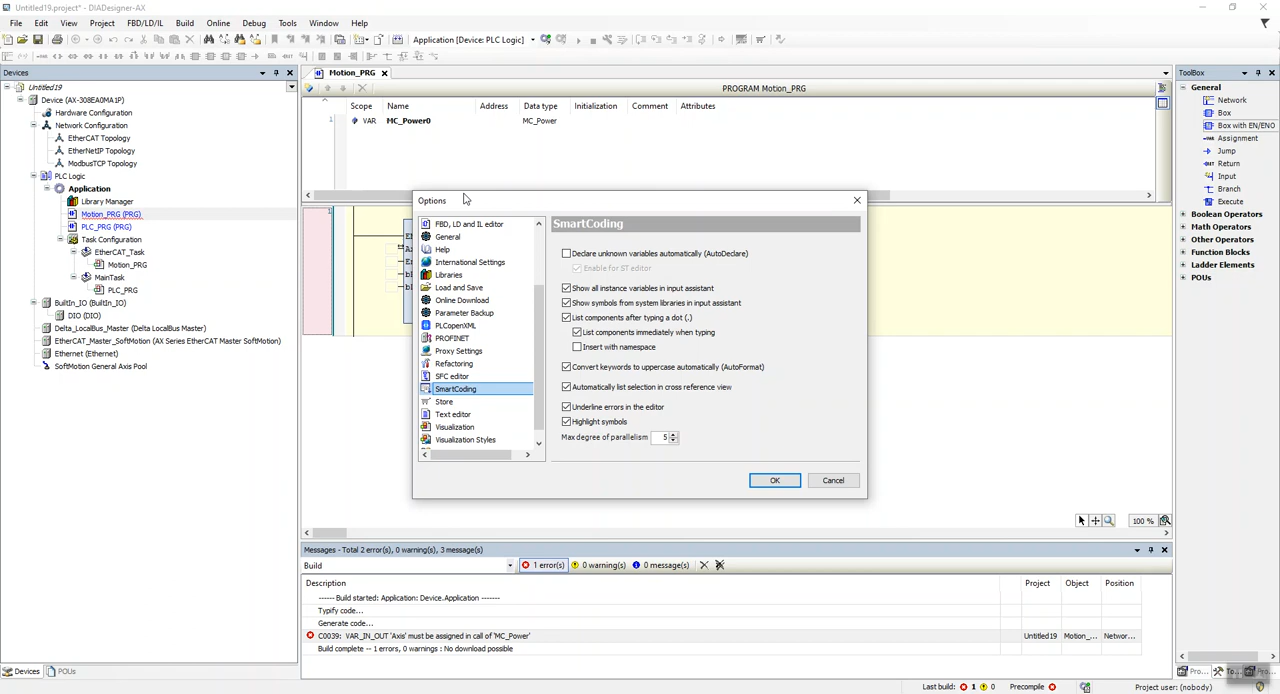 Untitled19.project* - DIADesigner-AX
File Edit View Project FBD/LD/IL Build Online Debug Tools Window Help
Application [Device: PLC Logic]
Devices
Untitled19
Device (AX-308EA0MA1P)
Hardware Configuration
Network Configuration
EtherCAT Topology
EtherNetIP Topology
ModbusTCP Topology
PLC Logic
Application
Library Manager
Motion_PRG (PRG)
PLC_PRG (PRG)
Task Configuration
EtherCAT_Task
Motion_PRG
MainTask
PLC_PRG
BuiltIn_IO (BuiltIn_IO)
DIO (DIO)
Delta_LocalBus_Master (Delta LocalBus Master)
EtherCAT_Master_SoftMotion (AX Series EtherCAT Master SoftMotion)
Ethernet (Ethernet)
SoftMotion General Axis Pool
Devices POUs
Motion_PRG
PROGRAM Motion_PRG
Scope Name Address Data type Initialization Comment Attributes
1 VAR MC_Power0 MC_Power
1
Options
FBD, LD and IL editor
General
Help
International Settings
Libraries
Load and Save
Online Download
Parameter Backup
PLCopenXML
PROFINET
Proxy Settings
Refactoring
SFC editor
SmartCoding
Store
Text editor
Visualization
Visualization Styles
SmartCoding
Declare unknown variables automatically (AutoDeclare)
Enable for ST editor
Show all instance variables in input assistant
Show symbols from system libraries in input assistant
List components after typing a dot (.)
List components immediately when typing
Insert with namespace
Convert keywords to uppercase automatically (AutoFormat)
Automatically list selection in cross reference view
Underline errors in the editor
Highlight symbols
Max degree of parallelism 5
OK Cancel
100 %
Messages - Total 2 error(s), 0 warning(s), 3 message(s)
Build 1 error(s) 0 warning(s) 0 message(s)
Description Project Object Position
------ Build started: Application: Device.Application -------
Typify code...
Generate code...
C0039: VAR_IN_OUT 'Axis' must be assigned in call of 'MC_Power' Untitled19 Motion_... Networ...
Build complete -- 1 errors, 0 warnings : No download possible
ToolBox
General
Network
Box
Box with EN/ENO
Assignment
Jump
Return
Input
Branch
Execute
Boolean Operators
Math Operators
Other Operators
Function Blocks
Ladder Elements
POUs
Pro... To...
Last build: 1 0 Precompile Project user: (nobody)